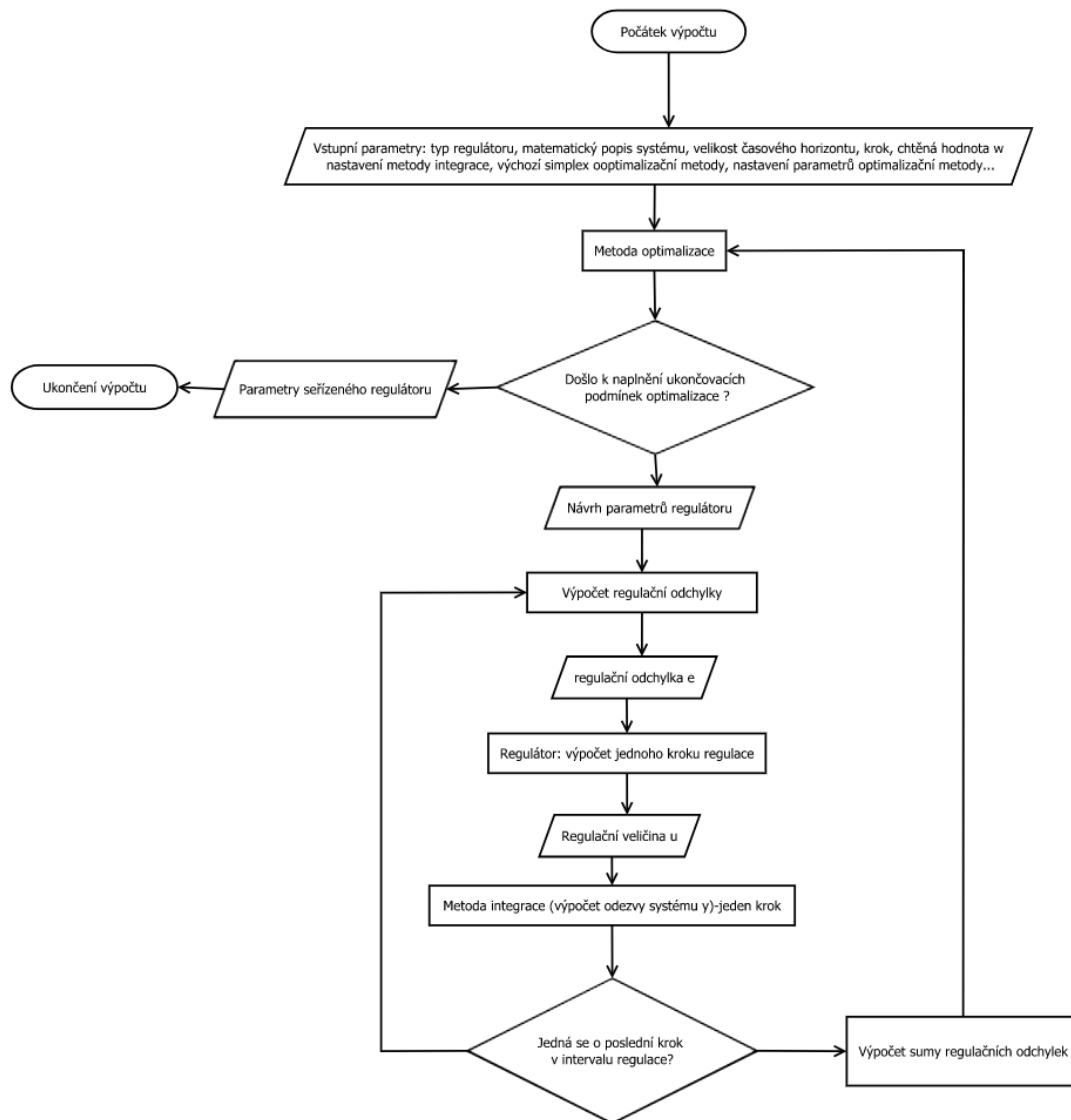 Počátek výpočtu
Vstupní parametry: typ regulátoru, matematický popis systému, velikost časového horizontu, krok, chtěná hodnota w
nastavení metody integrace, výchozí simplex ooptimalizační metody, nastavení parametrů optimalizační metody...
Metoda optimalizace
Došlo k naplnění ukončovacích
podmínek optimalizace ?
Parametry seřízeného regulátoru
Ukončení výpočtu
Návrh parametrů regulátoru
Výpočet regulační odchylky
regulační odchylka e
Regulátor: výpočet jednoho kroku regulace
Regulační veličina u
Metoda integrace (výpočet odezvy systému y)-jeden krok
Jedná se o poslední krok
v intervalu regulace?
Výpočet sumy regulačních odchylek